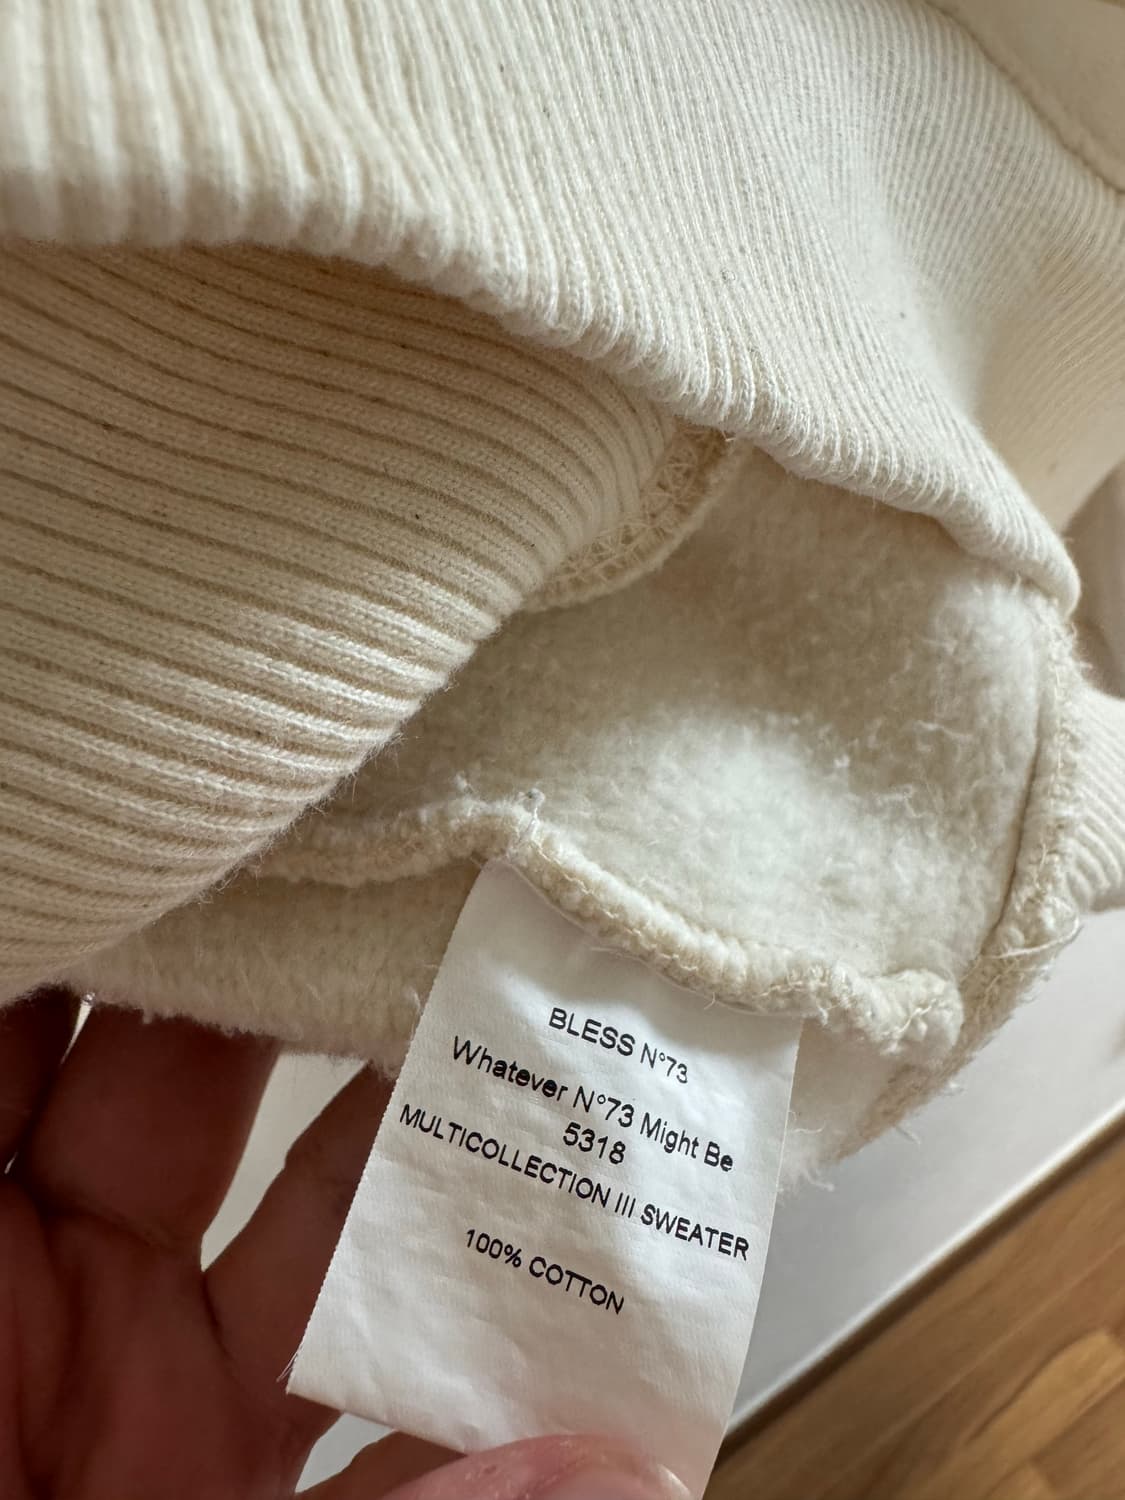 BLESS N°73
Whatever N°73 Might Be
5318
MULTICOLLECTION III SWEATER
100% COTTON